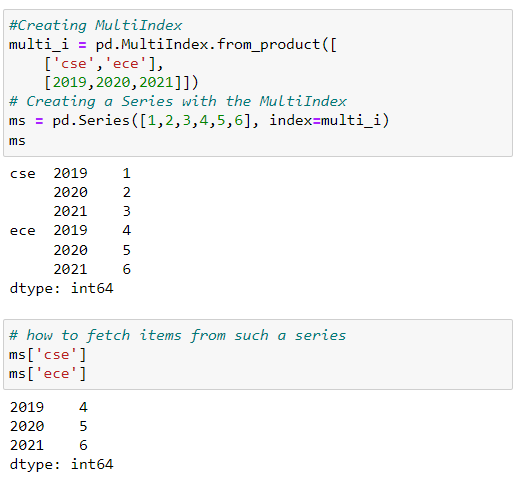 #Creating MultiIndex
multi_i = pd.MultiIndex.from_product([
    ['cse','ece'],
    [2019,2020,2021]])
# Creating a Series with the MultiIndex
ms = pd.Series([1,2,3,4,5,6], index=multi_i)
ms
cse  2019    1
     2020    2
     2021    3
ece  2019    4
     2020    5
     2021    6
dtype: int64
# how to fetch items from such a series
ms['cse']
ms['ece']
2019    4
2020    5
2021    6
dtype: int64